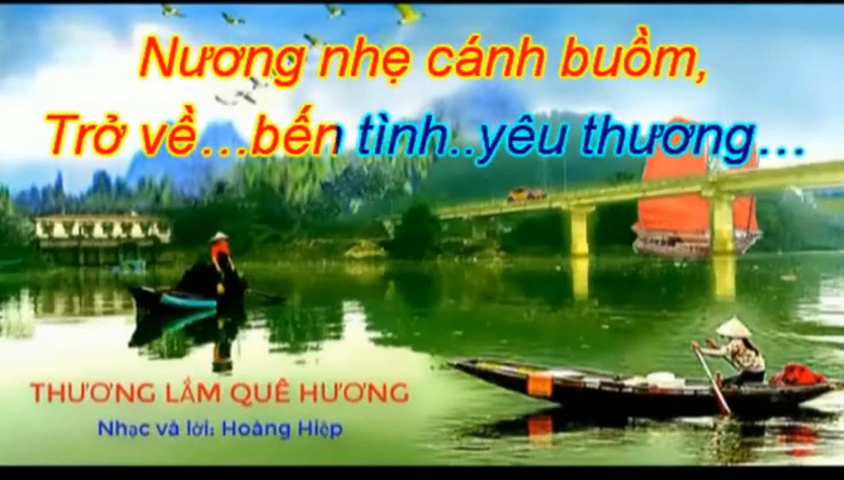 Nương nhẹ cánh buồm,
Trở về...bến tình..yêu thương...
THƯƠNG LẮM QUÊ HƯƠNG
Nhạc và lời: Hoàng Hiệp